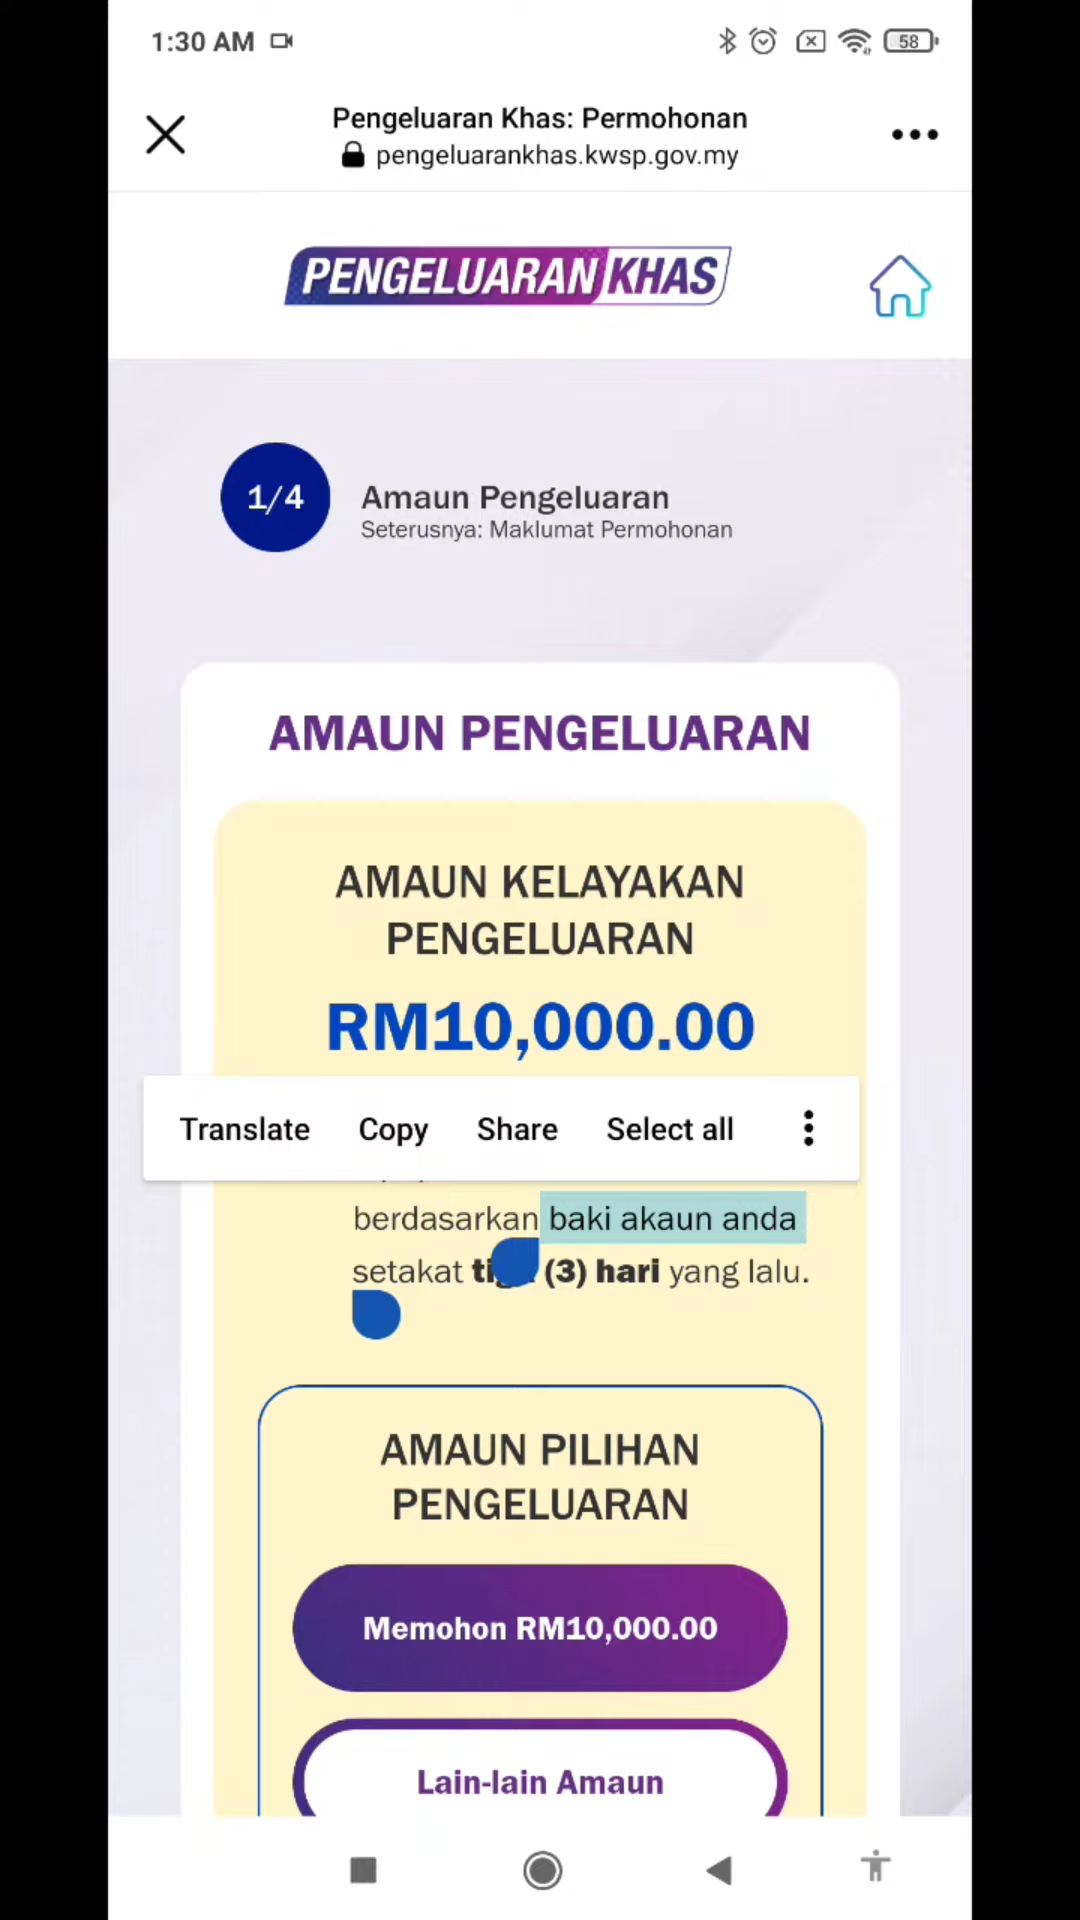 1:30 AM
58
Pengeluaran Khas: Permohonan
pengeluarankhas.kwsp.gov.my
PENGELUARAN KHAS
1/4
Amaun Pengeluaran
Seterusnya: Maklumat Permohonan
AMAUN PENGELUARAN
AMAUN KELAYAKAN
PENGELUARAN
RM10,000.00
Translate Copy Share Select all
berdasarkan baki akaun anda
setakat (3) hari yang lalu.
AMAUN PILIHAN
PENGELUARAN
Memohon RM10,000.00
Lain-lain Amaun